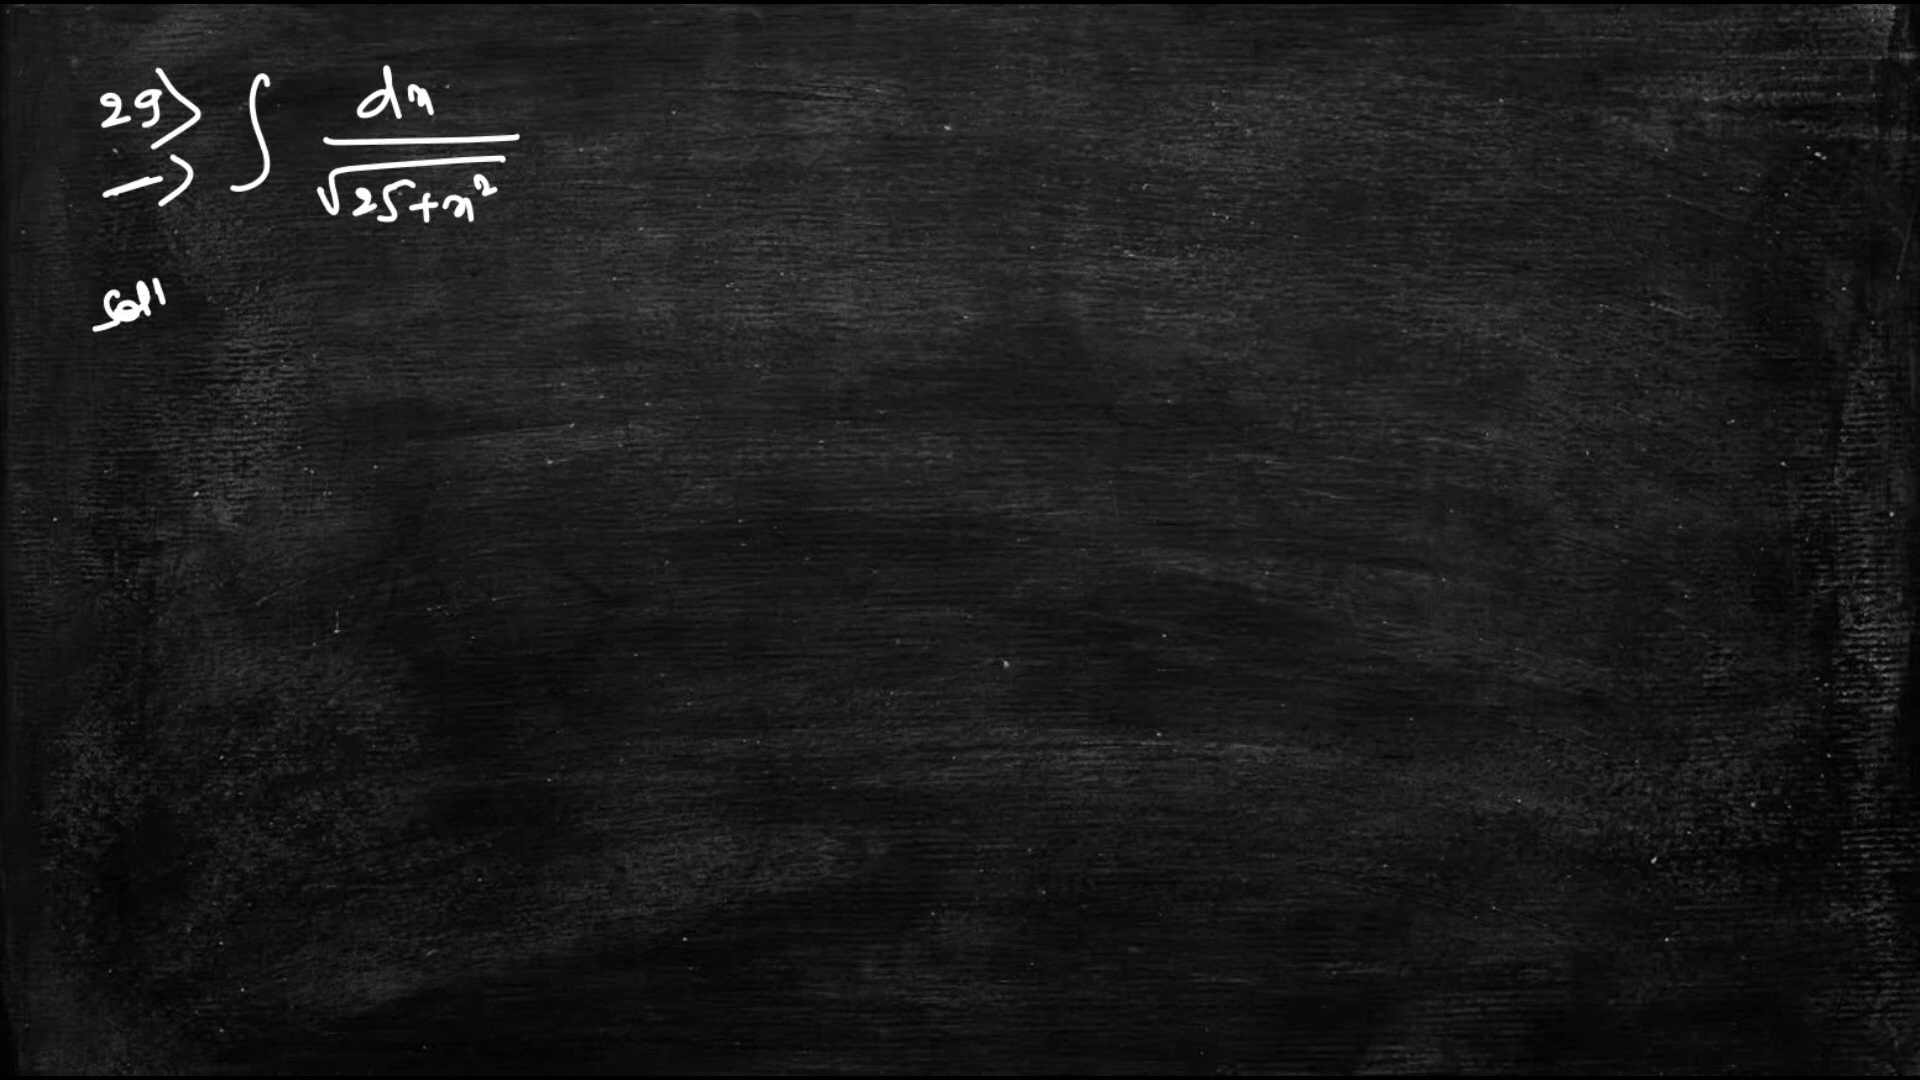 29) ∫ dx / √25+x²
Sol